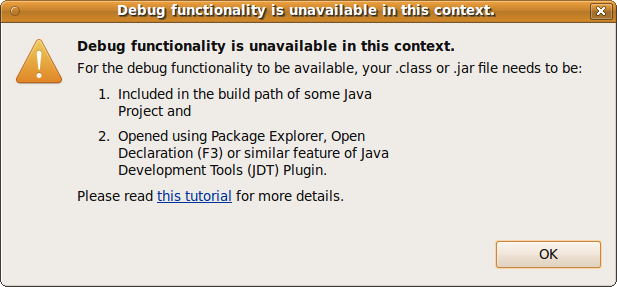 Debug functionality is unavailable in this context.
Debug functionality is unavailable in this context.
For the debug functionality to be available, your .class or .jar file needs to be:
1. Included in the build path of some Java
Project and
2. Opened using Package Explorer, Open
Declaration (F3) or similar feature of Java
Development Tools (JDT) Plugin.
Please read this tutorial for more details.
OK